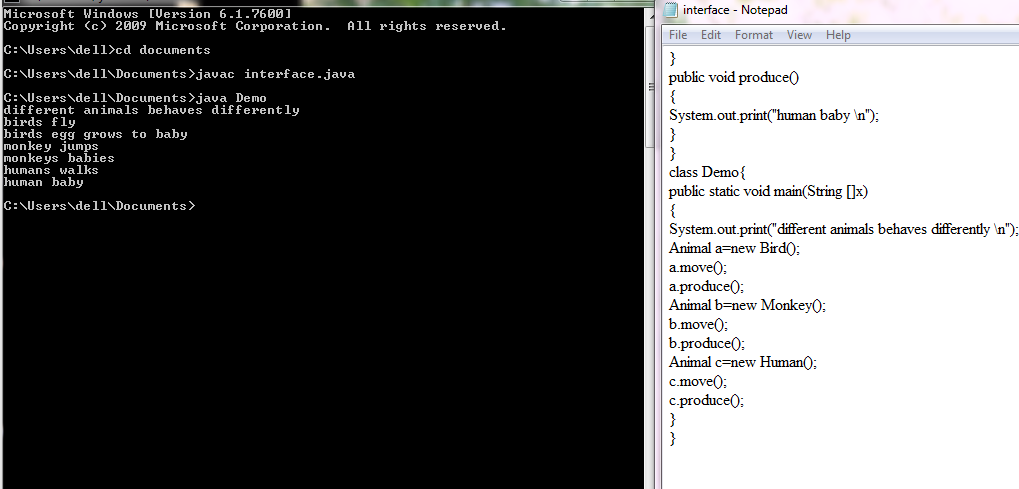 Microsoft Windows [Version 6.1.7600]
Copyright (c) 2009 Microsoft Corporation.  All rights reserved.
C:\Users\dell>cd documents
C:\Users\dell\Documents>javac interface.java
C:\Users\dell\Documents>java Demo
different animals behaves differently
birds fly
birds egg grows to baby
monkey jumps
monkeys babies
humans walks
human baby
C:\Users\dell\Documents>
interface - Notepad
File Edit Format View Help
}
public void produce()
{
System.out.print("human baby \n");
}
}
class Demo{
public static void main(String []x)
{
System.out.print("different animals behaves differently \n");
Animal a=new Bird();
a.move();
a.produce();
Animal b=new Monkey();
b.move();
b.produce();
Animal c=new Human();
c.move();
c.produce();
}
}